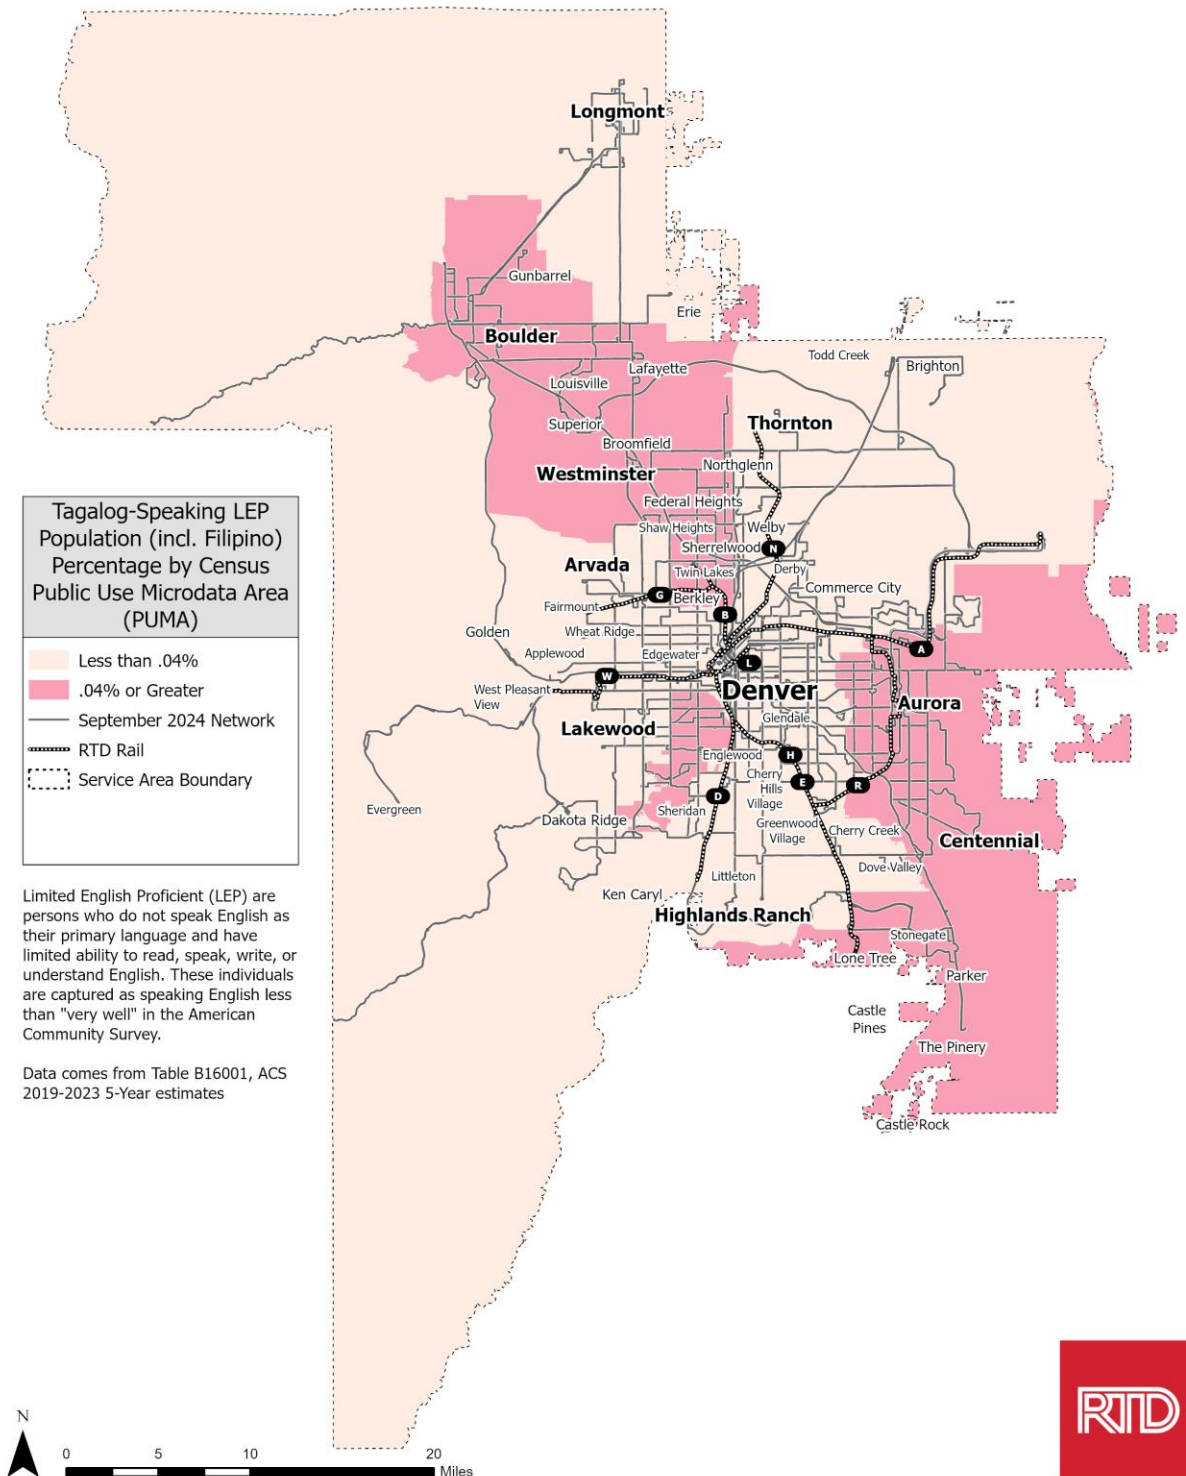 Longmont
Gunbarrel
Erie
Boulder
Todd Creek
Brighton
Lafayette
Louisville
Superior
Thornton
Broomfield
Northglenn
Westminster
Federal Heights
Shaw Heights
Welby
Sherrelwood
N
Arvada
Twin Lakes
Derby
Commerce City
G
Berkley
Fairmount
B
Golden
Wheat Ridge
Applewood
Edgewater
A
L
W
West Pleasant
View
Denver
Aurora
Glendale
Lakewood
Englewood
H
Cherry
Hills
Village
E
R
D
Evergreen
Sheridan
Dakota Ridge
Greenwood
Village
Cherry Creek
Centennial
Dove Valley
Littleton
Ken Caryl
Highlands Ranch
Stonegate
Lone Tree
Parker
Castle
Pines
The Pinery
Castle Rock
Tagalog-Speaking LEP
Population (incl. Filipino)
Percentage by Census
Public Use Microdata Area
(PUMA)
Less than .04%
.04% or Greater
September 2024 Network
RTD Rail
Service Area Boundary
Limited English Proficient (LEP) are
persons who do not speak English as
their primary language and have
limited ability to read, speak, write, or
understand English. These individuals
are captured as speaking English less
than "very well" in the American
Community Survey.
Data comes from Table B16001, ACS
2019-2023 5-Year estimates
N
0 5 10 20
Miles
RTD